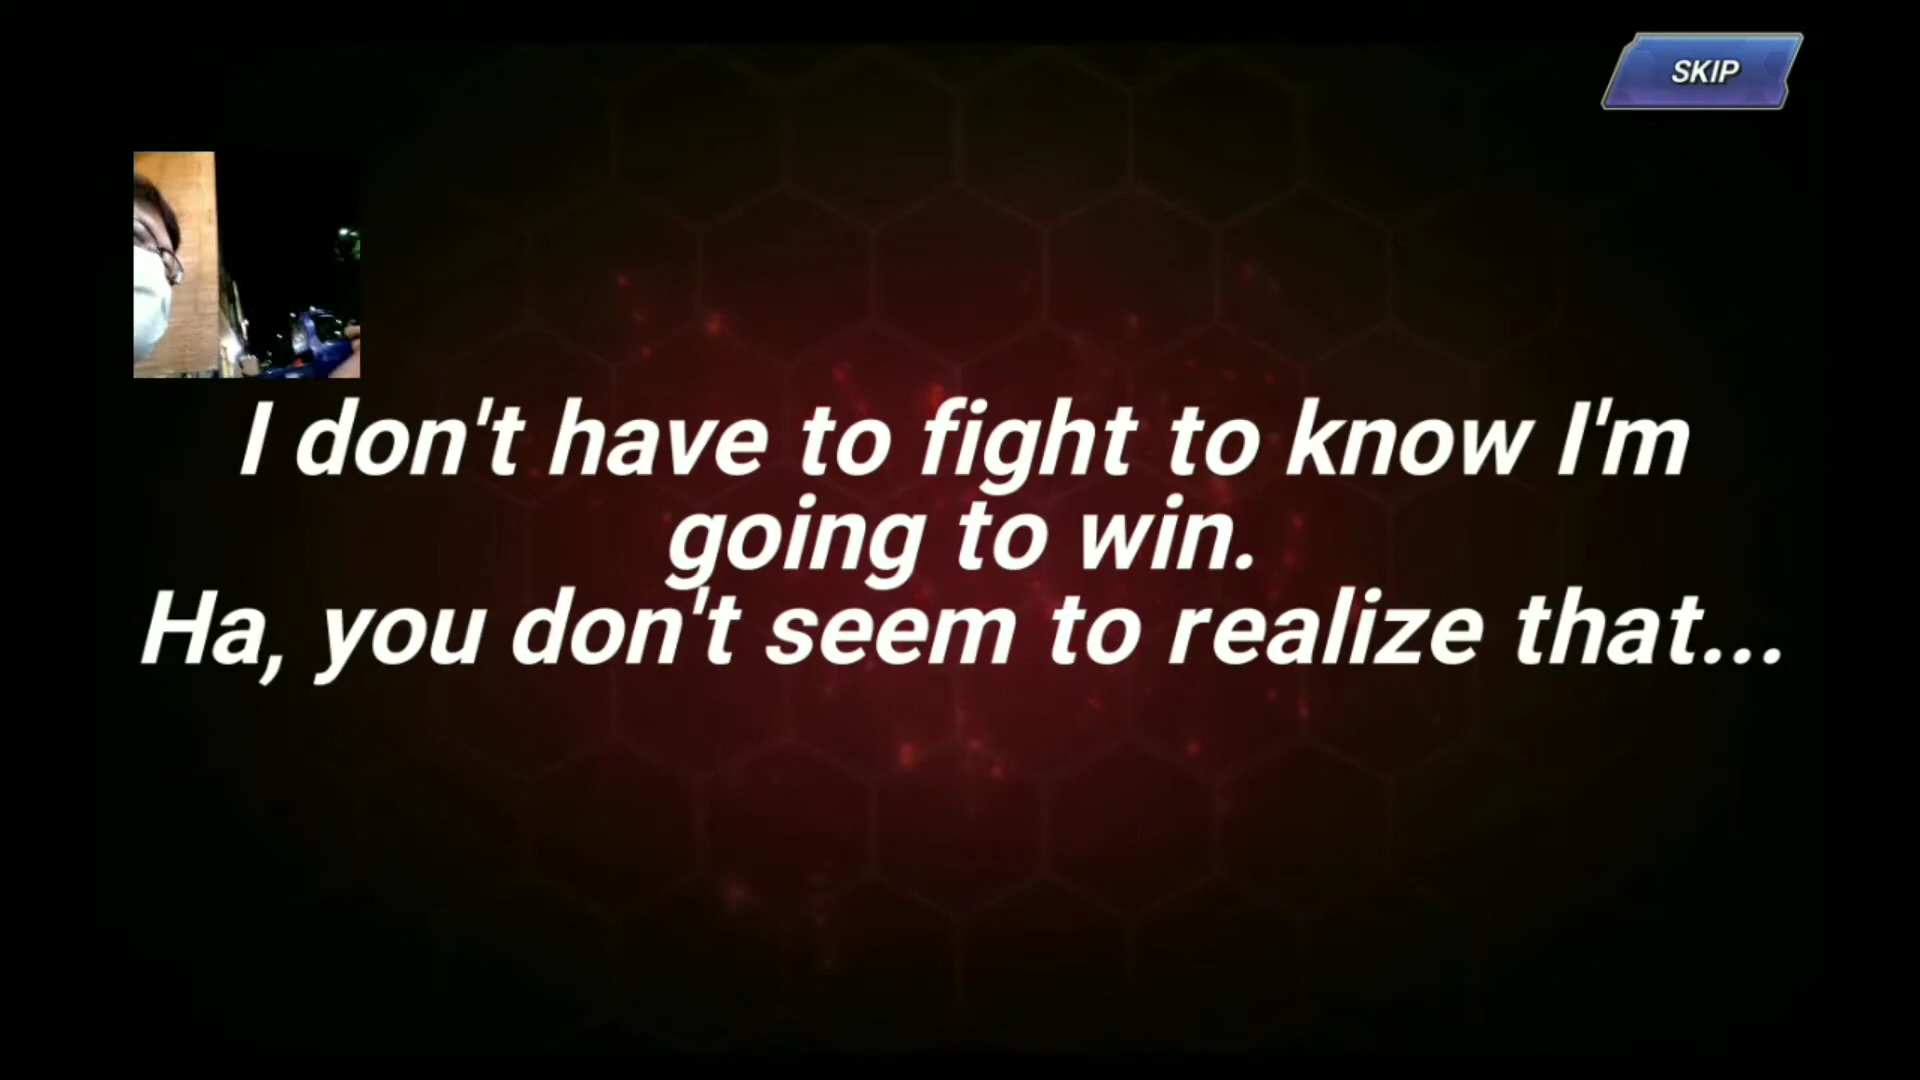 SKIP
I don't have to fight to know I'm
going to win.
Ha, you don't seem to realize that...